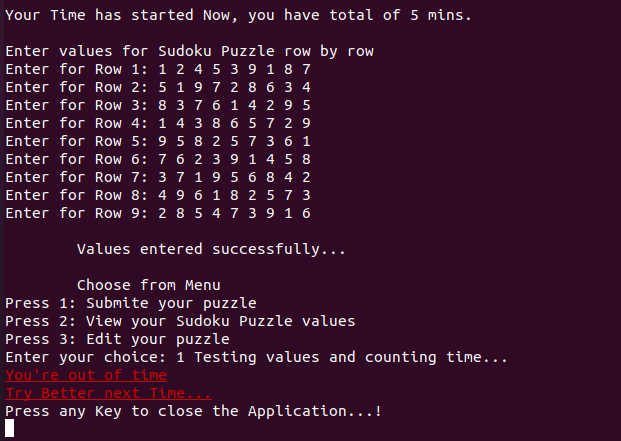 Your Time has started Now, you have total of 5 mins.
Enter values for Sudoku Puzzle row by row
Enter for Row 1: 1 2 4 5 3 9 1 8 7
Enter for Row 2: 5 1 9 7 2 8 6 3 4
Enter for Row 3: 8 3 7 6 1 4 2 9 5
Enter for Row 4: 1 4 3 8 6 5 7 2 9
Enter for Row 5: 9 5 8 2 5 7 3 6 1
Enter for Row 6: 7 6 2 3 9 1 4 5 8
Enter for Row 7: 3 7 1 9 5 6 8 4 2
Enter for Row 8: 4 9 6 1 8 2 5 7 3
Enter for Row 9: 2 8 5 4 7 3 9 1 6
Values entered successfully...
Choose from Menu
Press 1: Submite your puzzle
Press 2: View your Sudoku Puzzle values
Press 3: Edit your puzzle
Enter your choice: 1 Testing values and counting time...
You're out of time
Try Better next Time...
Press any Key to close the Application...!